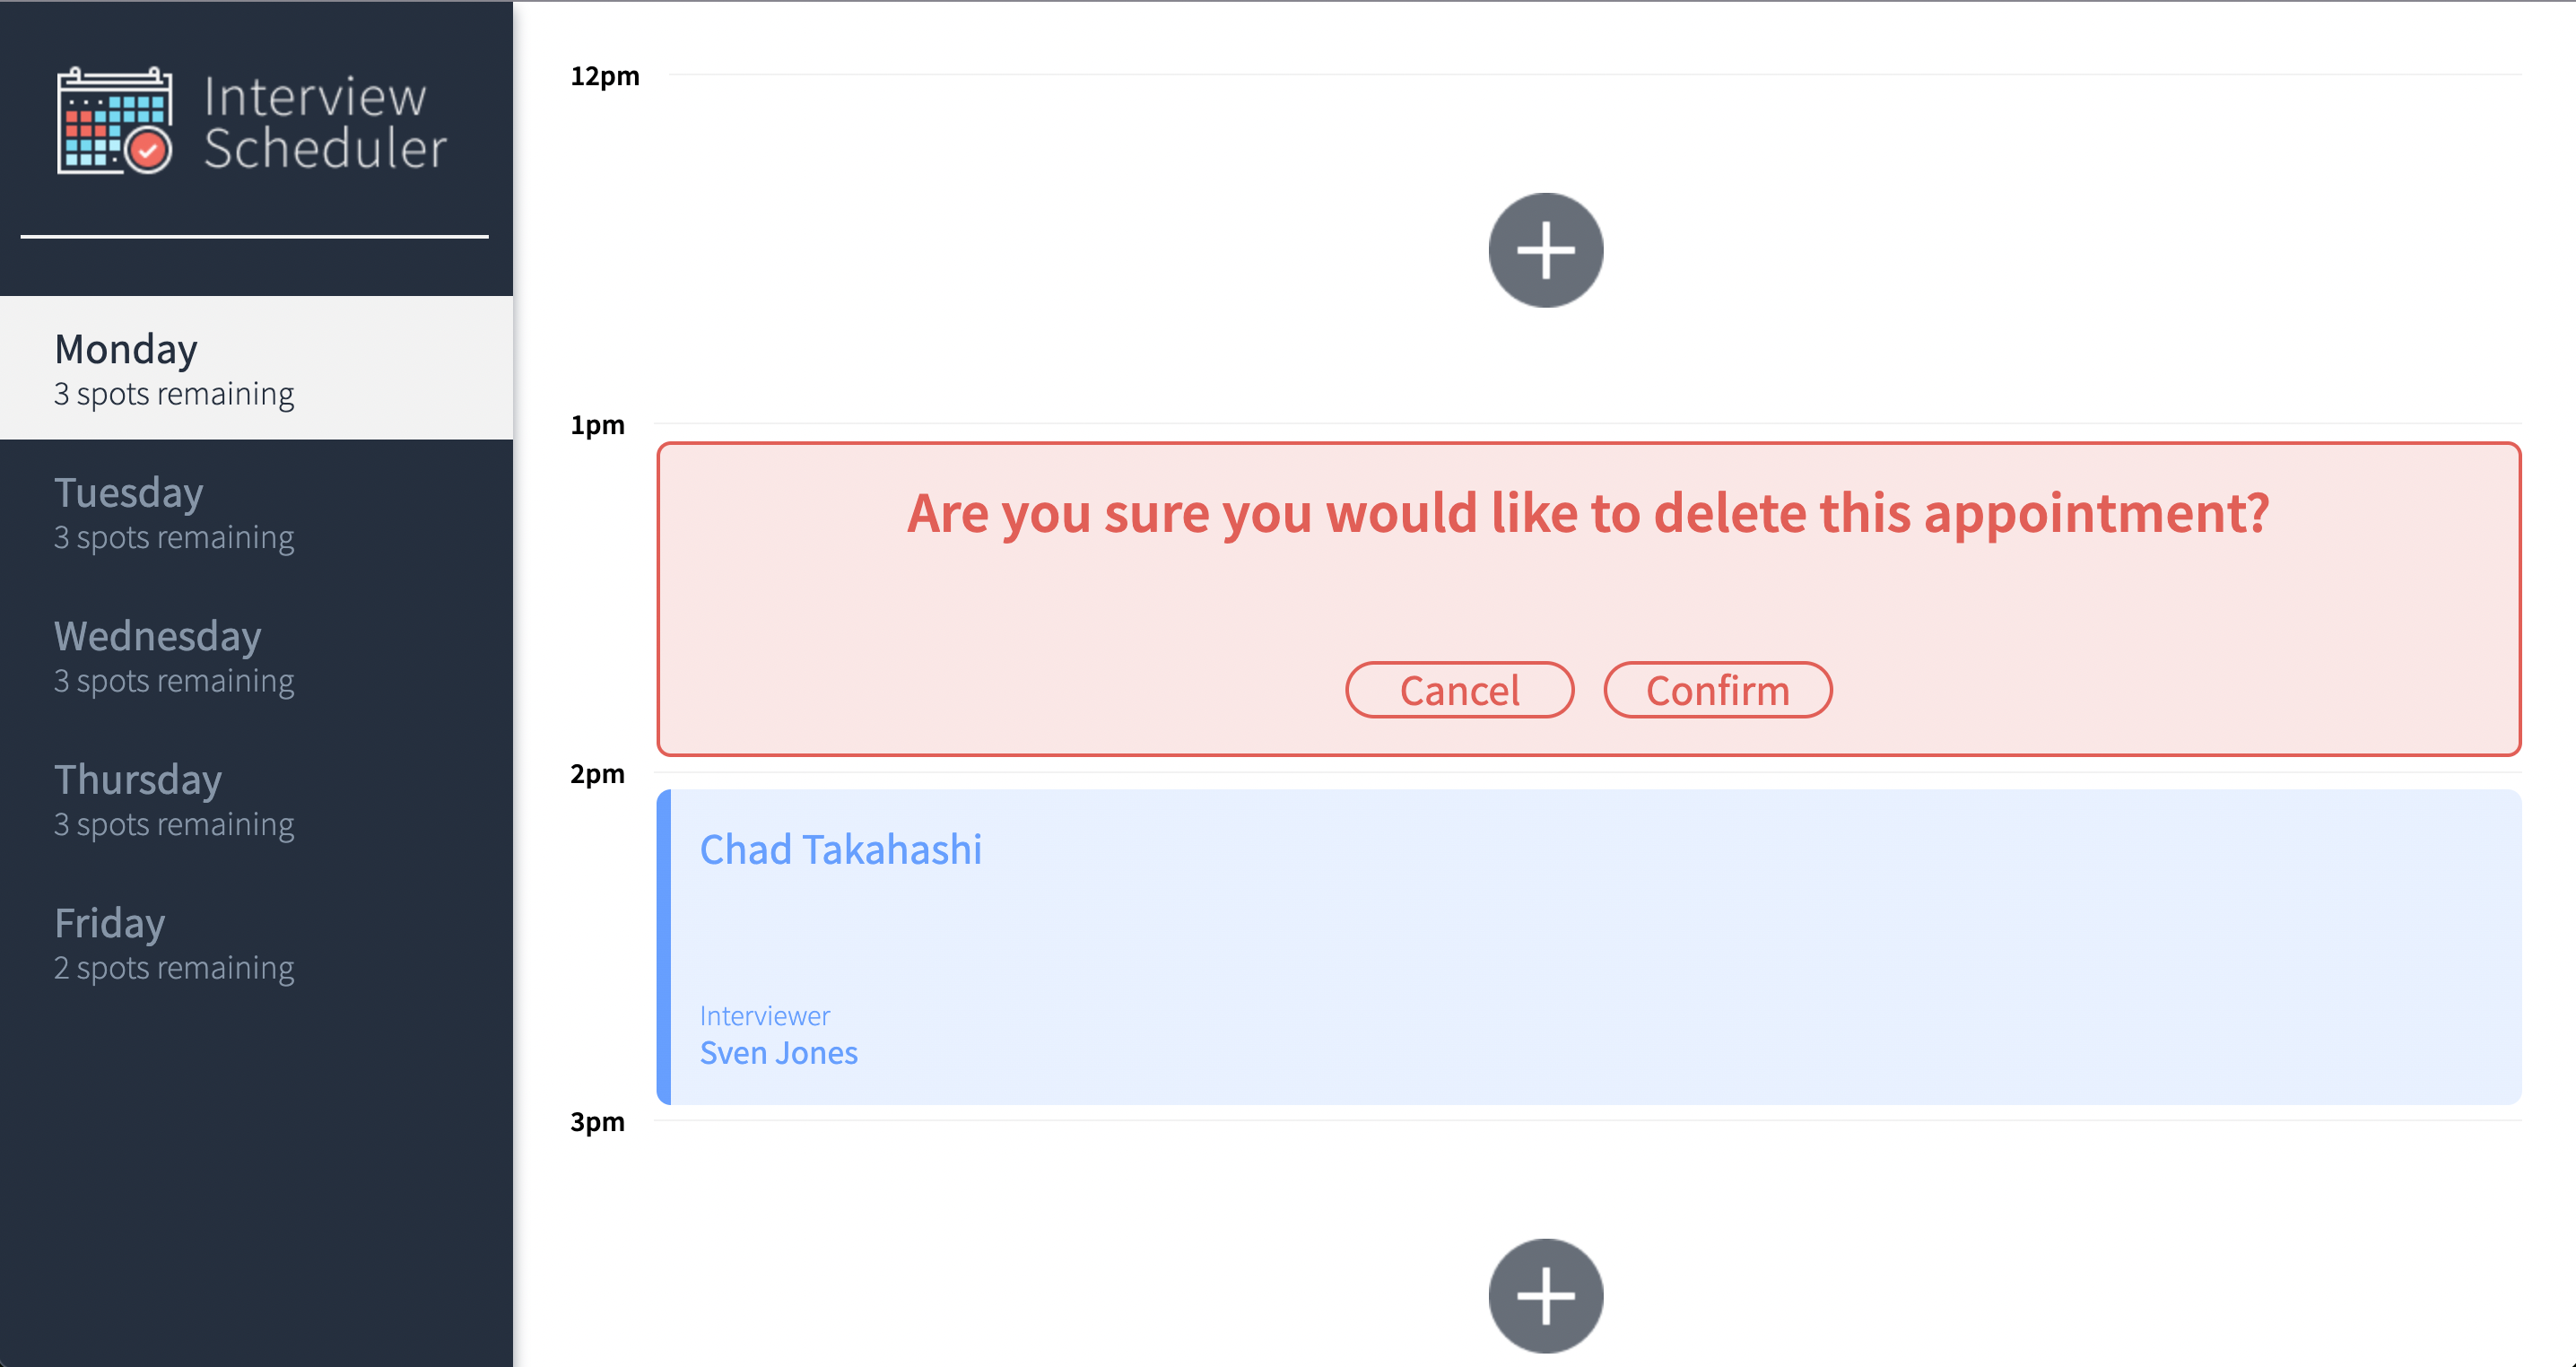 Interview
Scheduler
Monday
3 spots remaining
Tuesday
3 spots remaining
Wednesday
3 spots remaining
Thursday
3 spots remaining
Friday
2 spots remaining
12pm
1pm
Are you sure you would like to delete this appointment?
Cancel Confirm
2pm
Chad Takahashi
Interviewer
Sven Jones
3pm